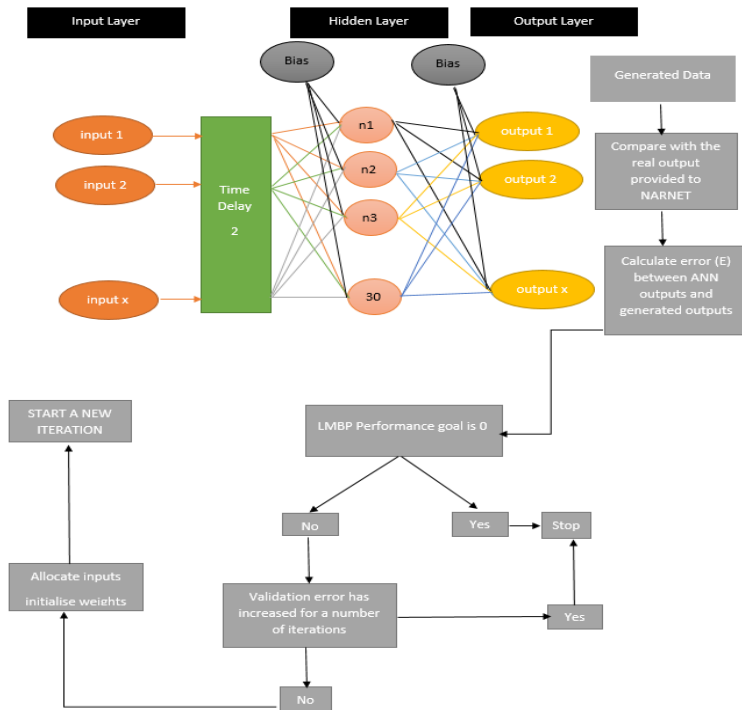 Input Layer
Hidden Layer
Output Layer
Bias
Bias
Generated Data
input 1
input 2
input x
Time
Delay
2
n1
n2
n3
30
output 1
output 2
output x
Compare with the
real output
provided to
NARNET
Calculate error (E)
between ANN
outputs and
generated outputs
START A NEW
ITERATION
LMBP Performance goal is 0
No
Yes
Stop
Allocate inputs
initialise weights
Validation error has
increased for a number
of iterations
Yes
No